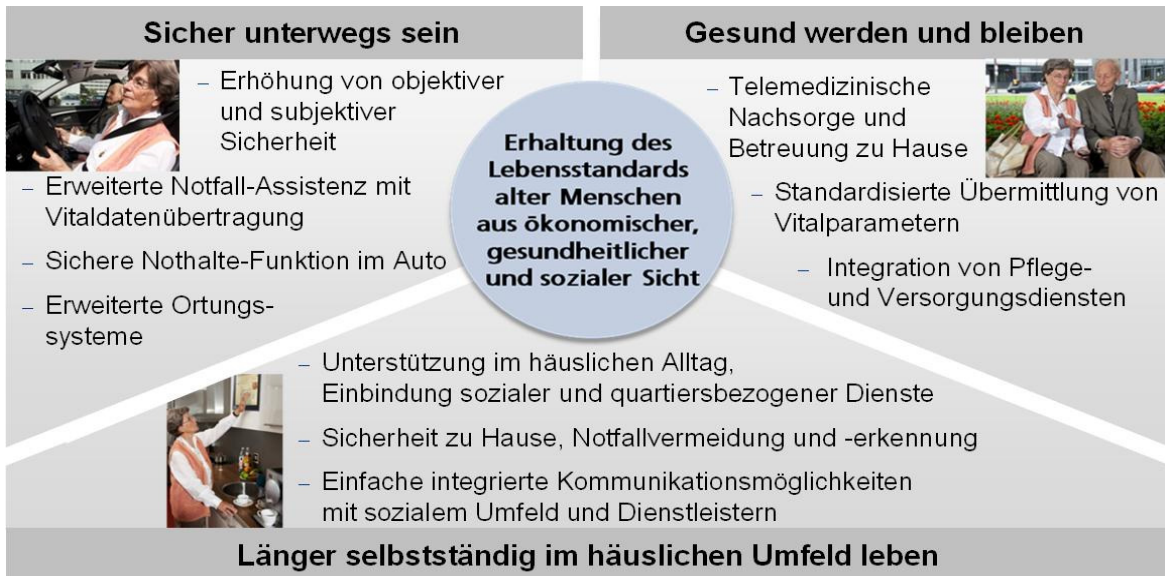 Sicher unterwegs sein
– Erhöhung von objektiver
und subjektiver
Sicherheit
– Erweiterte Notfall-Assistenz mit
Vitaldatenübertragung
– Sichere Nothalte-Funktion im Auto
– Erweiterte Ortungs-
systeme
Erhaltung des
Lebensstandards
alter Menschen
aus ökonomischer,
gesundheitlicher
und sozialer Sicht
Gesund werden und bleiben
– Telemedizinische
Nachsorge und
Betreuung zu Hause
– Standardisierte Übermittlung von
Vitalparametern
– Integration von Pflege-
und Versorgungsdiensten
– Unterstützung im häuslichen Alltag,
Einbindung sozialer und quartiersbezogener Dienste
– Sicherheit zu Hause, Notfallvermeidung und -erkennung
– Einfache integrierte Kommunikationsmöglichkeiten
mit sozialem Umfeld und Dienstleistern
Länger selbstständig im häuslichen Umfeld leben